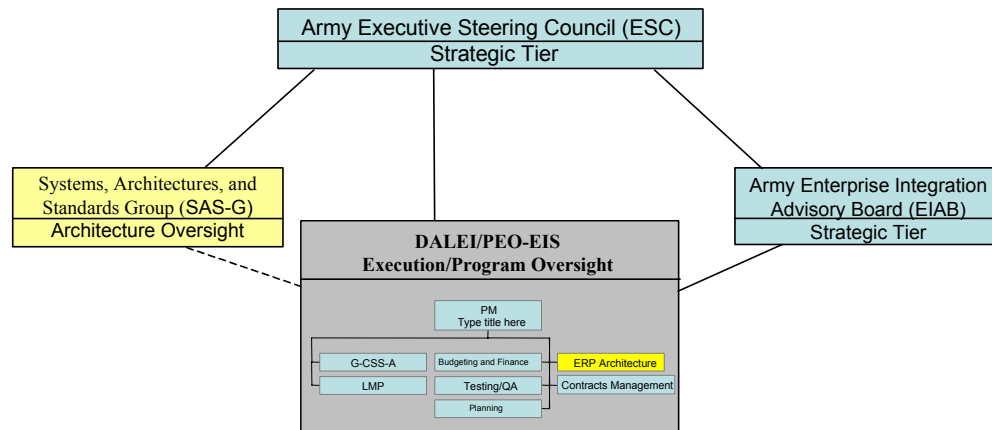 Army Executive Steering Council (ESC)
Strategic Tier
Systems, Architectures, and
Standards Group (SAS-G)
Architecture Oversight
Army Enterprise Integration
Advisory Board (EIAB)
Strategic Tier
DALEI/PEO-EIS
Execution/Program Oversight
PM
Type title here
G-CSS-A
Budgeting and Finance
ERP Architecture
LMP
Testing/QA
Contracts Management
Planning